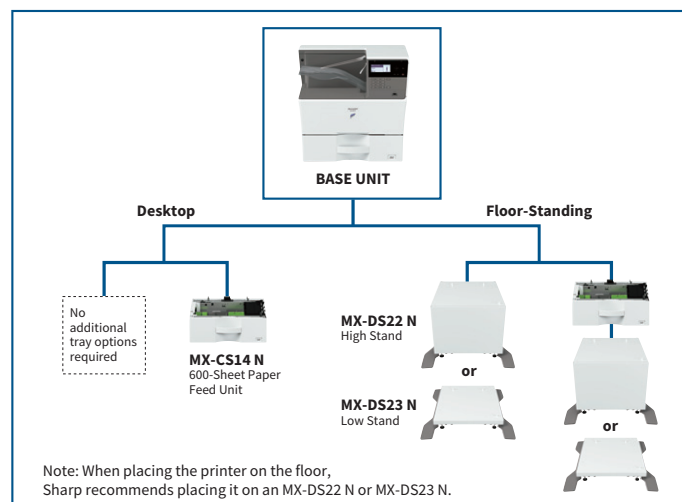 BASE UNIT
Desktop
Floor-Standing
No
additional
tray options
required
MX-CS14 N
600-Sheet Paper
Feed Unit
MX-DS22 N
High Stand
or
MX-DS23 N
Low Stand
or
Note: When placing the printer on the floor,
Sharp recommends placing it on an MX-DS22 N or MX-DS23 N.